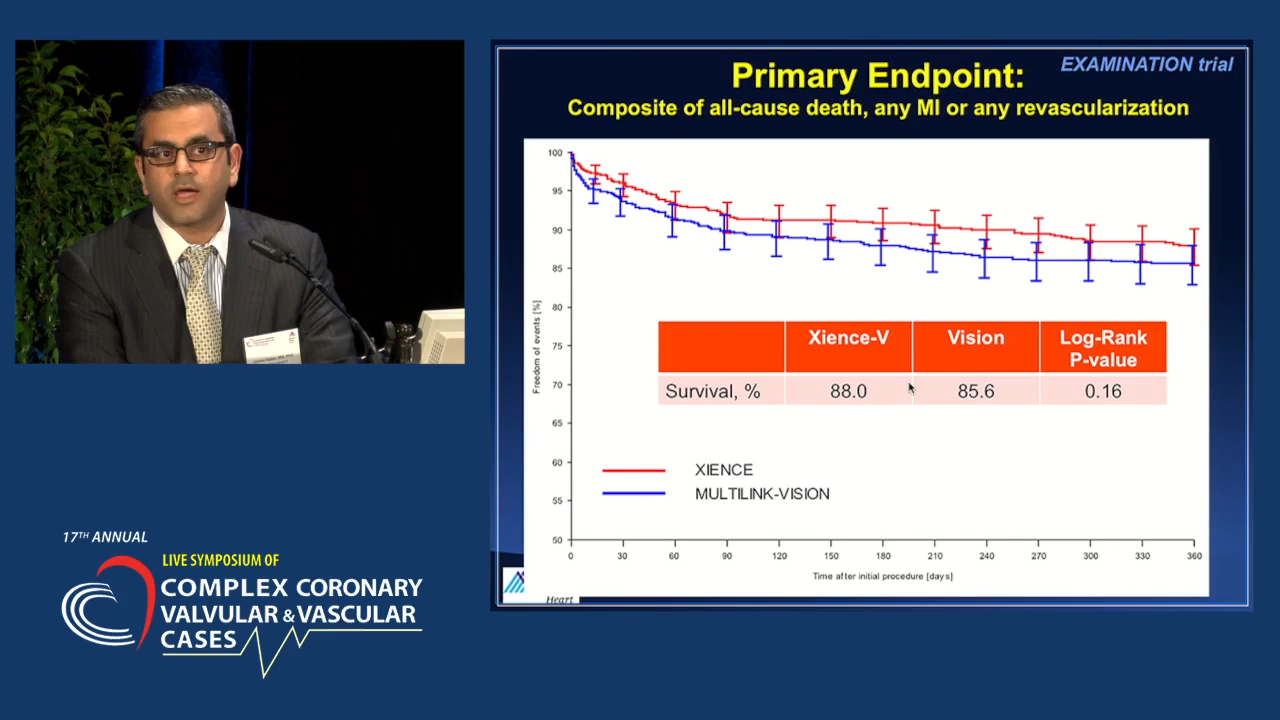 EXAMINATION trial
Primary Endpoint:
Composite of all-cause death, any MI or any revascularization
100
95
90
85
80
75
70
65
60
55
50
Freedom of events [%]
Xience-V
Vision
Log-Rank
P-value
Survival, %
88.0
85.6
0.16
XIENCE
MULTILINK-VISION
0
30
60
90
120
150
180
210
240
270
300
330
360
Time after initial procedure [days]
Heart
17TH ANNUAL
LIVE SYMPOSIUM OF
COMPLEX CORONARY
VALVULAR & VASCULAR
CASES